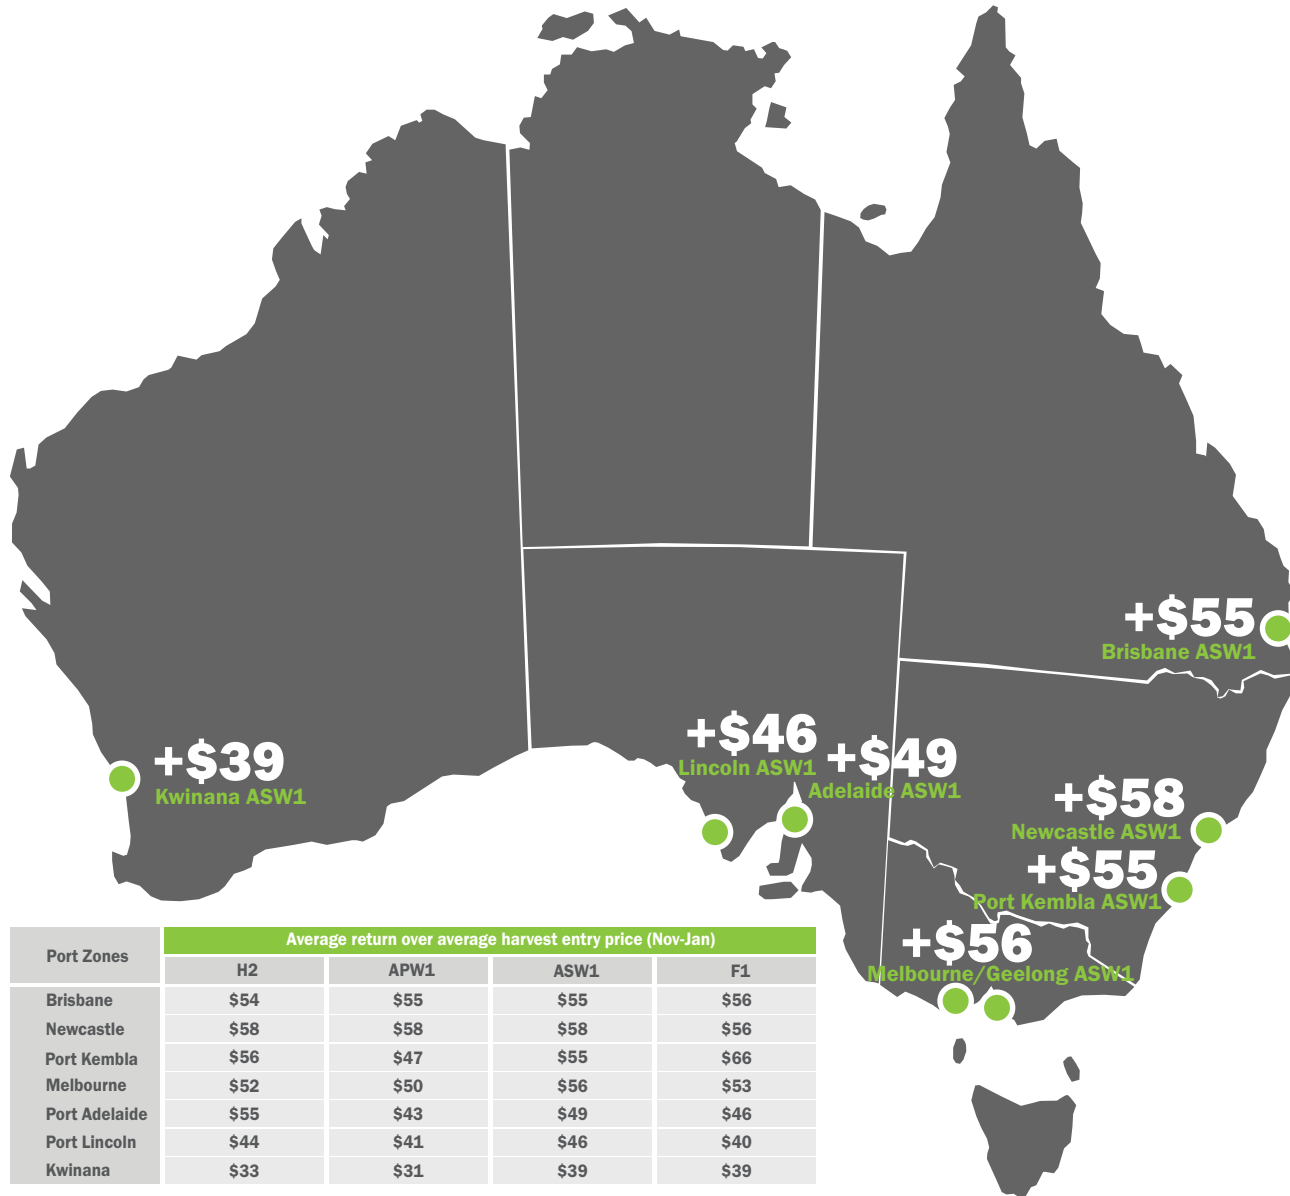 +$55
Brisbane ASW1
+$46
Lincoln ASW1
+$49
Adelaide ASW1
+$39
Kwinana ASW1
+$58
Newcastle ASW1
+$55
Port Kembla ASW1
+$56
Melbourne/Geelong ASW1
Port Zones
Average return over average harvest entry price (Nov-Jan)
H2 APW1 ASW1 F1
Brisbane $54 $55 $55 $56
Newcastle $58 $58 $58 $56
Port Kembla $56 $47 $55 $66
Melbourne $52 $50 $56 $53
Port Adelaide $55 $43 $49 $46
Port Lincoln $44 $41 $46 $40
Kwinana $33 $31 $39 $39